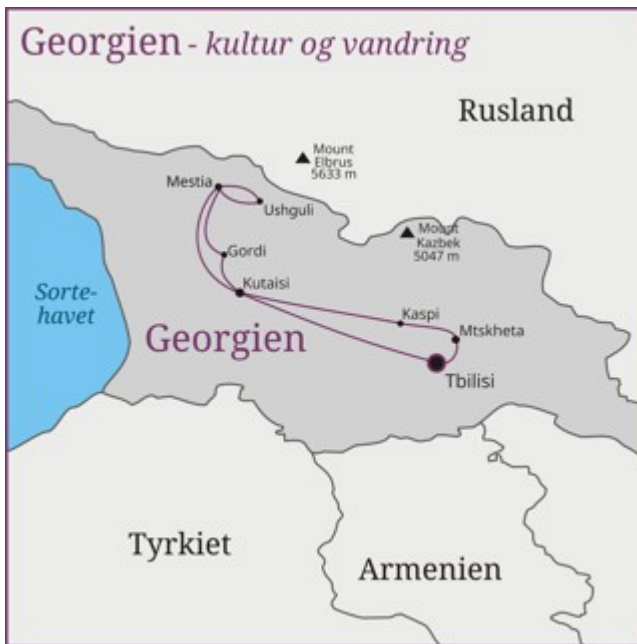 Georgien - kultur og vandring
Rusland
Mount
Elbrus
5633 m
Mestia
Ushguli
Mount
Kazbek
5047 m
Gordi
Kutaisi
Sorte-
havet
Kaspi
Georgien
Mtskheta
Tbilisi
Tyrkiet
Armenien